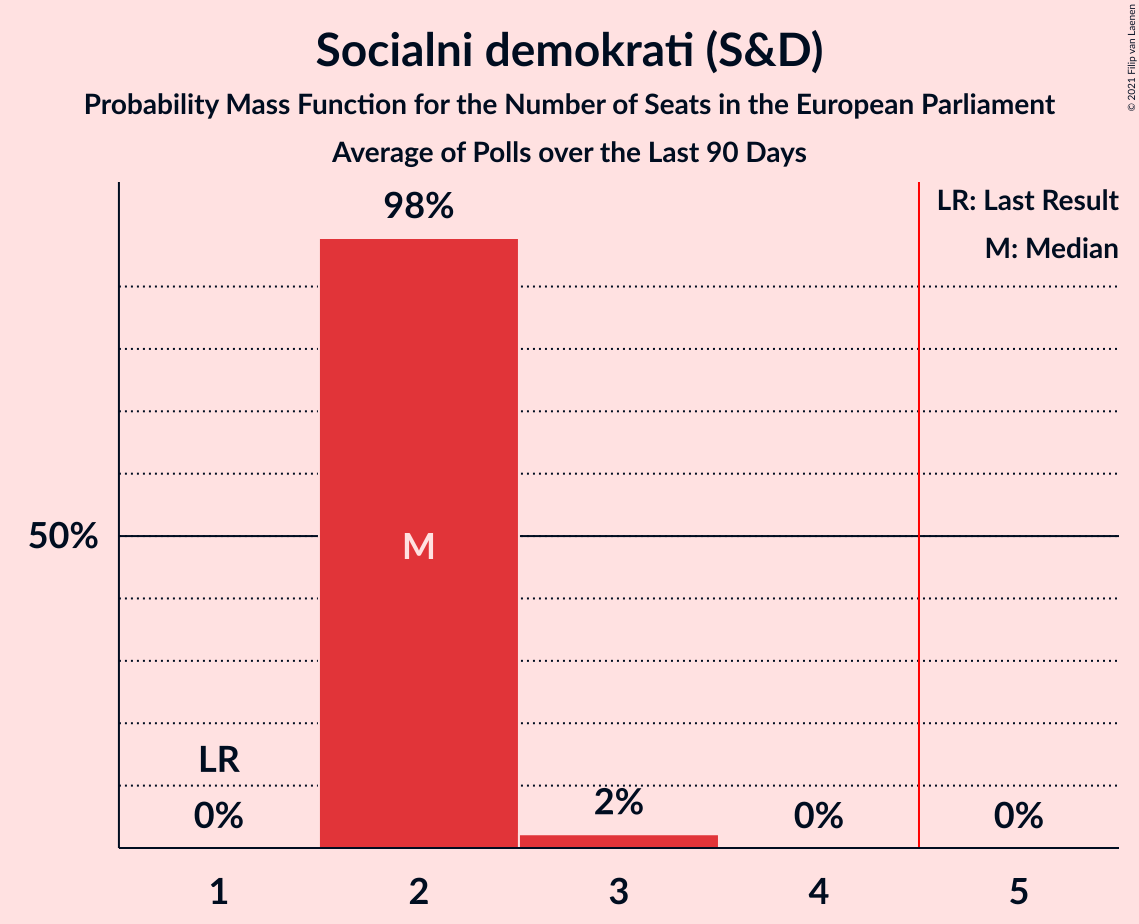 Socialni demokrati (S&D)
Probability Mass Function for the Number of Seats in the European Parliament
Average of Polls over the Last 90 Days
© 2021 Filip van Laenen
98%
LR: Last Result
M: Median
50%
M
LR
0%
2%
0%
0%
1 2 3 4 5